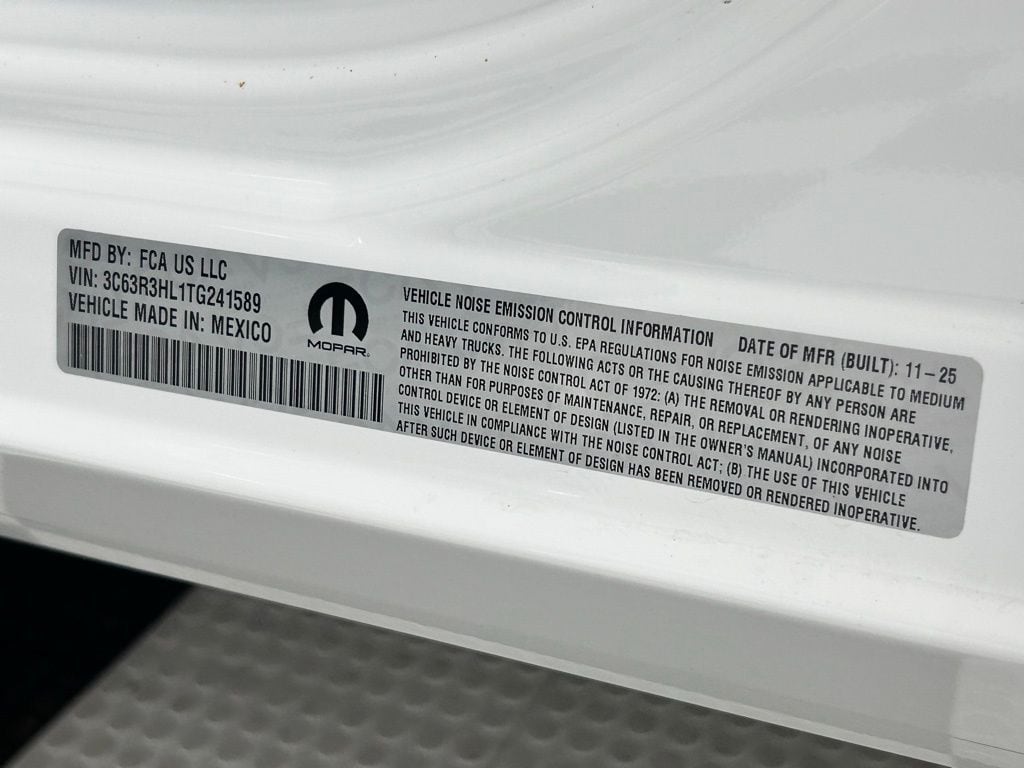 MFD BY: FCA US LLC
VIN: 3C63R3HL1TG241589
VEHICLE MADE IN: MEXICO
MOPAR
VEHICLE NOISE EMISSION CONTROL INFORMATION DATE OF MFR (BUILT): 11-25
THIS VEHICLE CONFORMS TO U.S. EPA REGULATIONS FOR NOISE EMISSION APPLICABLE TO MEDIUM
AND HEAVY TRUCKS. THE FOLLOWING ACTS OR THE CAUSING THEREOF BY ANY PERSON ARE
PROHIBITED BY THE NOISE CONTROL ACT OF 1972: (A) THE REMOVAL OR RENDERING INOPERATIVE,
OTHER THAN FOR PURPOSES OF MAINTENANCE, REPAIR, OR REPLACEMENT, OF ANY NOISE
CONTROL DEVICE OR ELEMENT OF DESIGN (LISTED IN THE OWNER'S MANUAL) INCORPORATED INTO
THIS VEHICLE IN COMPLIANCE WITH THE NOISE CONTROL ACT; (B) THE USE OF THIS VEHICLE
AFTER SUCH DEVICE OR ELEMENT OF DESIGN HAS BEEN REMOVED OR RENDERED INOPERATIVE.